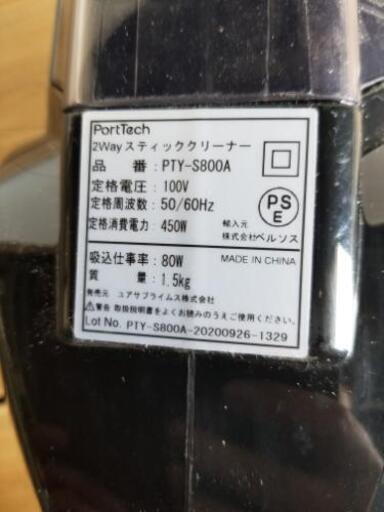 PortTech
2Way スティッククリーナー
品 番: PTY-S800A
定格電圧: 100V
定格周波数: 50/60Hz
定格消費電力: 450W
PSE
輸入元
株式会社ベルソス
吸込仕事率: 80W
MADE IN CHINA
質 量: 1.5kg
発売元 ユアサプライムス株式会社
⚠警告 取扱説明書をよくお読みのうえご使用ください。
Lot No. PTY-S800A-20200926-1329